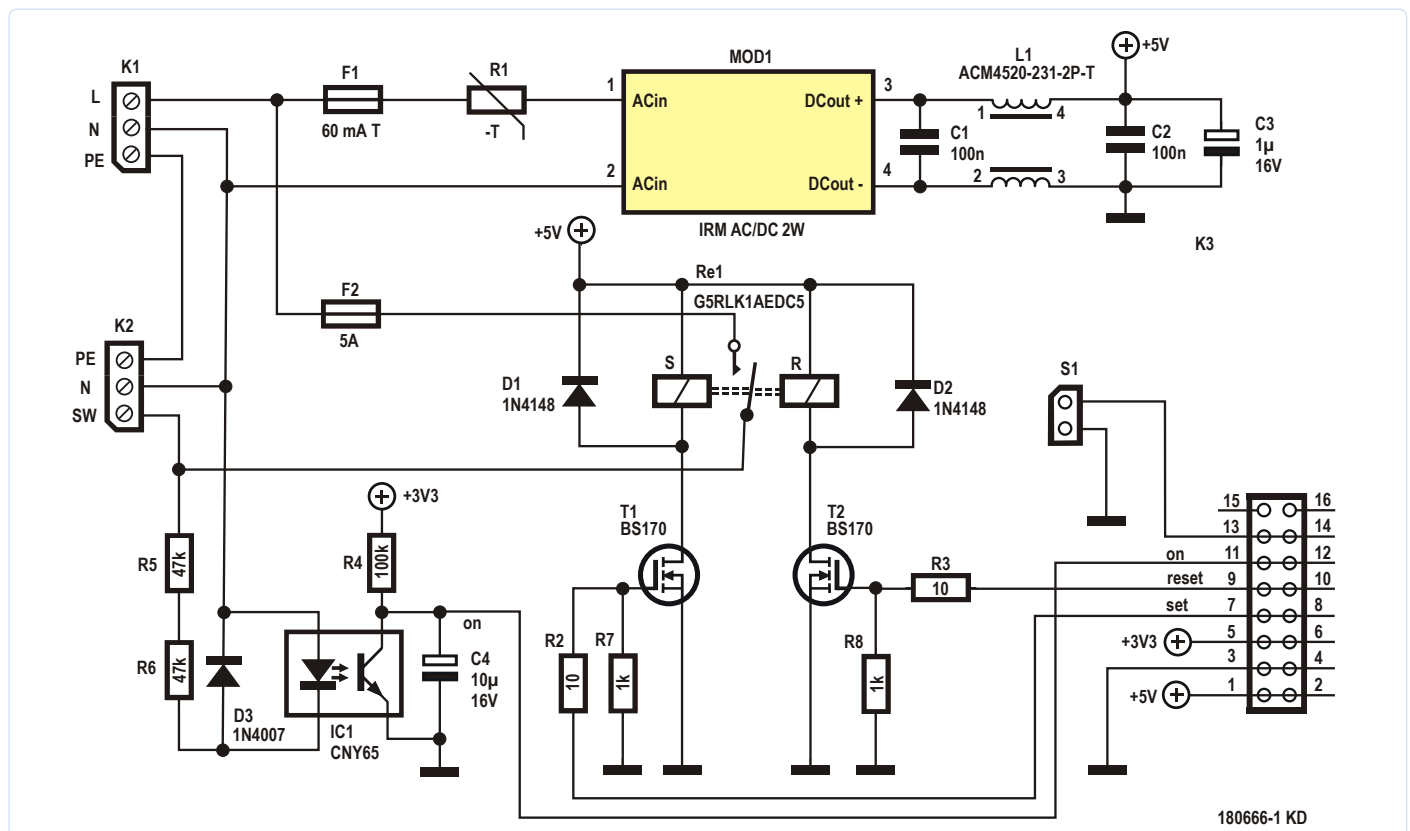 K1
L
N
PE
F1
60 mA T
R1
-T
MOD1
1
ACin
2
ACin
DCout +
3
DCout -
4
IRM AC/DC 2W
C1
100n
L1
ACM4520-231-2P-T
1
4
2
3
+5V
C2
100n
C3
1µ
16V
K3
+5V
Re1
G5RLK1AEDC5
F2
5A
K2
PE
N
SW
D1
1N4148
S
R
D2
1N4148
S1
+3V3
R5
47k
R4
100k
R6
47k
D3
1N4007
IC1
CNY65
on
C4
10µ
16V
T1
BS170
T2
BS170
R2
10
R7
1k
R3
10
R8
1k
on
reset
set
+3V3
+5V
15
16
13
14
11
12
9
10
7
8
5
6
3
4
1
2
180666-1 KD